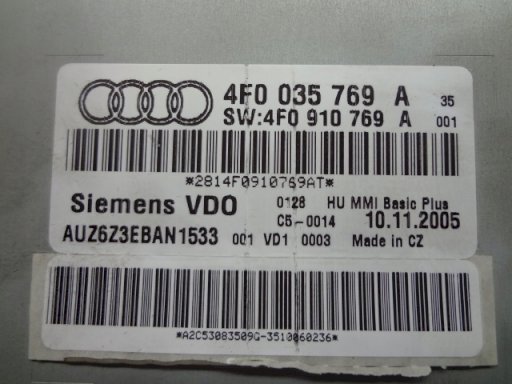 4F0 035 769 A 35
SW:4F0 910 769 A 001
*2814F0910769AT*
Siemens VDO 0128 HU MMI Basic Plus
C5-0014 10.11.2005
AUZ6Z3EBAN1533 001 VD1 0003 Made in CZ
*A2C53083509G-3510060236*